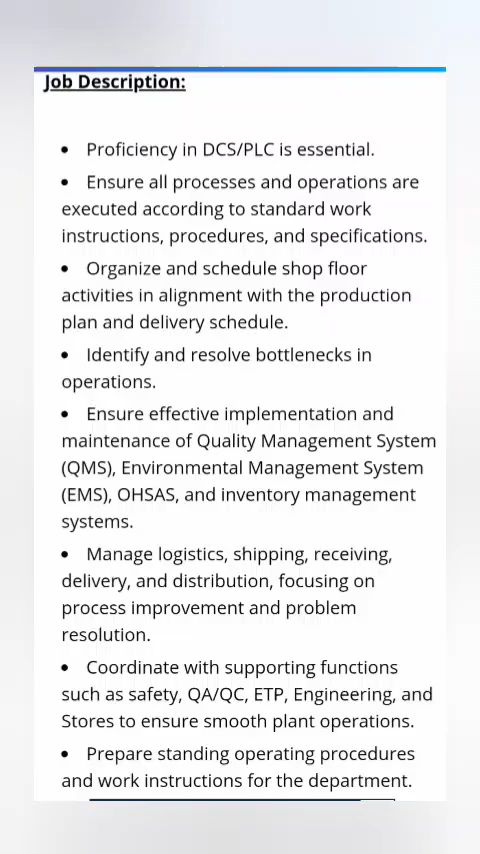 Job Description:
• Proficiency in DCS/PLC is essential.
• Ensure all processes and operations are
executed according to standard work
instructions, procedures, and specifications.
• Organize and schedule shop floor
activities in alignment with the production
plan and delivery schedule.
• Identify and resolve bottlenecks in
operations.
• Ensure effective implementation and
maintenance of Quality Management System
(QMS), Environmental Management System
(EMS), OHSAS, and inventory management
systems.
• Manage logistics, shipping, receiving,
delivery, and distribution, focusing on
process improvement and problem
resolution.
• Coordinate with supporting functions
such as safety, QA/QC, ETP, Engineering, and
Stores to ensure smooth plant operations.
• Prepare standing operating procedures
and work instructions for the department.